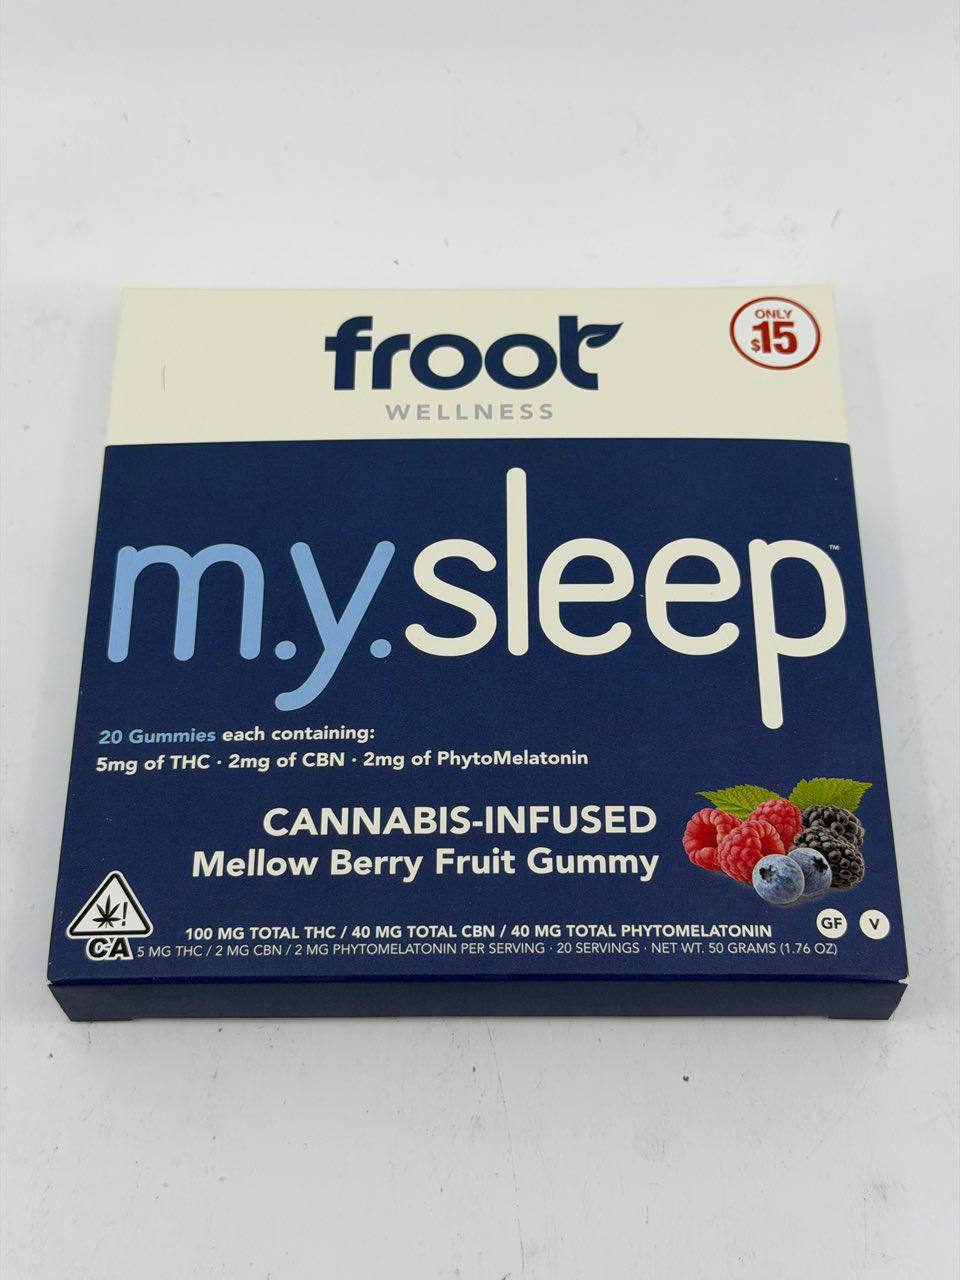 froot
WELLNESS
ONLY
$15
m.y.sleep™
20 Gummies each containing:
5mg of THC · 2mg of CBN · 2mg of PhytoMelatonin
CANNABIS-INFUSED
Mellow Berry Fruit Gummy
!
CA
100 MG TOTAL THC / 40 MG TOTAL CBN / 40 MG TOTAL PHYTOMELATONIN
5 MG THC / 2 MG CBN / 2 MG PHYTOMELATONIN PER SERVING · 20 SERVINGS · NET WT. 50 GRAMS (1.76 OZ)
GF V